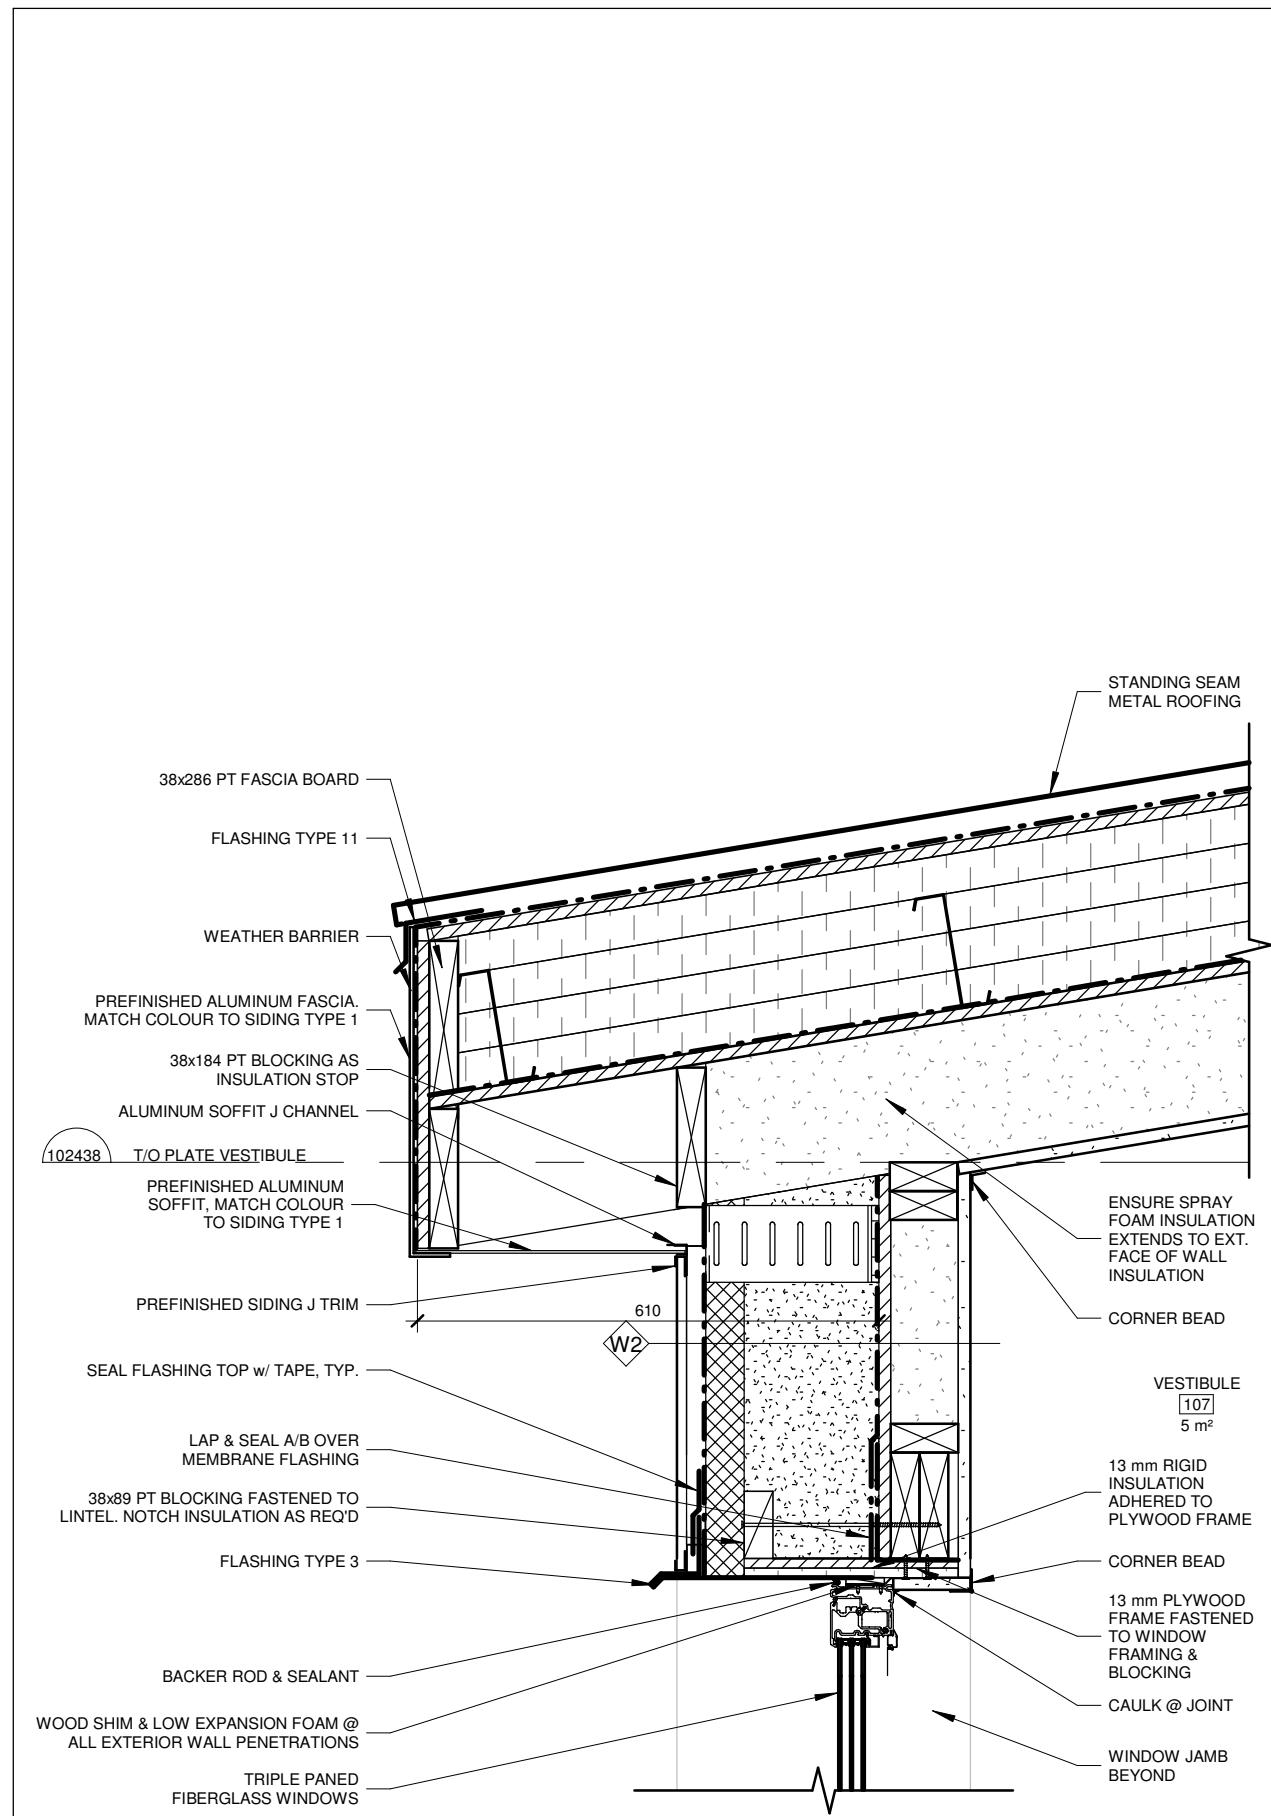 STANDING SEAM
METAL ROOFING
38x286 PT FASCIA BOARD
FLASHING TYPE 11
WEATHER BARRIER
PREFINISHED ALUMINUM FASCIA.
MATCH COLOUR TO SIDING TYPE 1
38x184 PT BLOCKING AS
INSULATION STOP
ALUMINUM SOFFIT J CHANNEL
102438 T/O PLATE VESTIBULE
PREFINISHED ALUMINUM
SOFFIT, MATCH COLOUR
TO SIDING TYPE 1
ENSURE SPRAY
FOAM INSULATION
EXTENDS TO EXT.
FACE OF WALL
INSULATION
PREFINISHED SIDING J TRIM
610
CORNER BEAD
W2
SEAL FLASHING TOP w/ TAPE, TYP.
VESTIBULE
107
5 m²
LAP & SEAL A/B OVER
MEMBRANE FLASHING
13 mm RIGID
INSULATION
ADHERED TO
PLYWOOD FRAME
38x89 PT BLOCKING FASTENED TO
LINTEL. NOTCH INSULATION AS REQ'D
FLASHING TYPE 3
CORNER BEAD
13 mm PLYWOOD
FRAME FASTENED
TO WINDOW
FRAMING &
BLOCKING
BACKER ROD & SEALANT
CAULK @ JOINT
WOOD SHIM & LOW EXPANSION FOAM @
ALL EXTERIOR WALL PENETRATIONS
WINDOW JAMB
BEYOND
TRIPLE PANED
FIBERGLASS WINDOWS